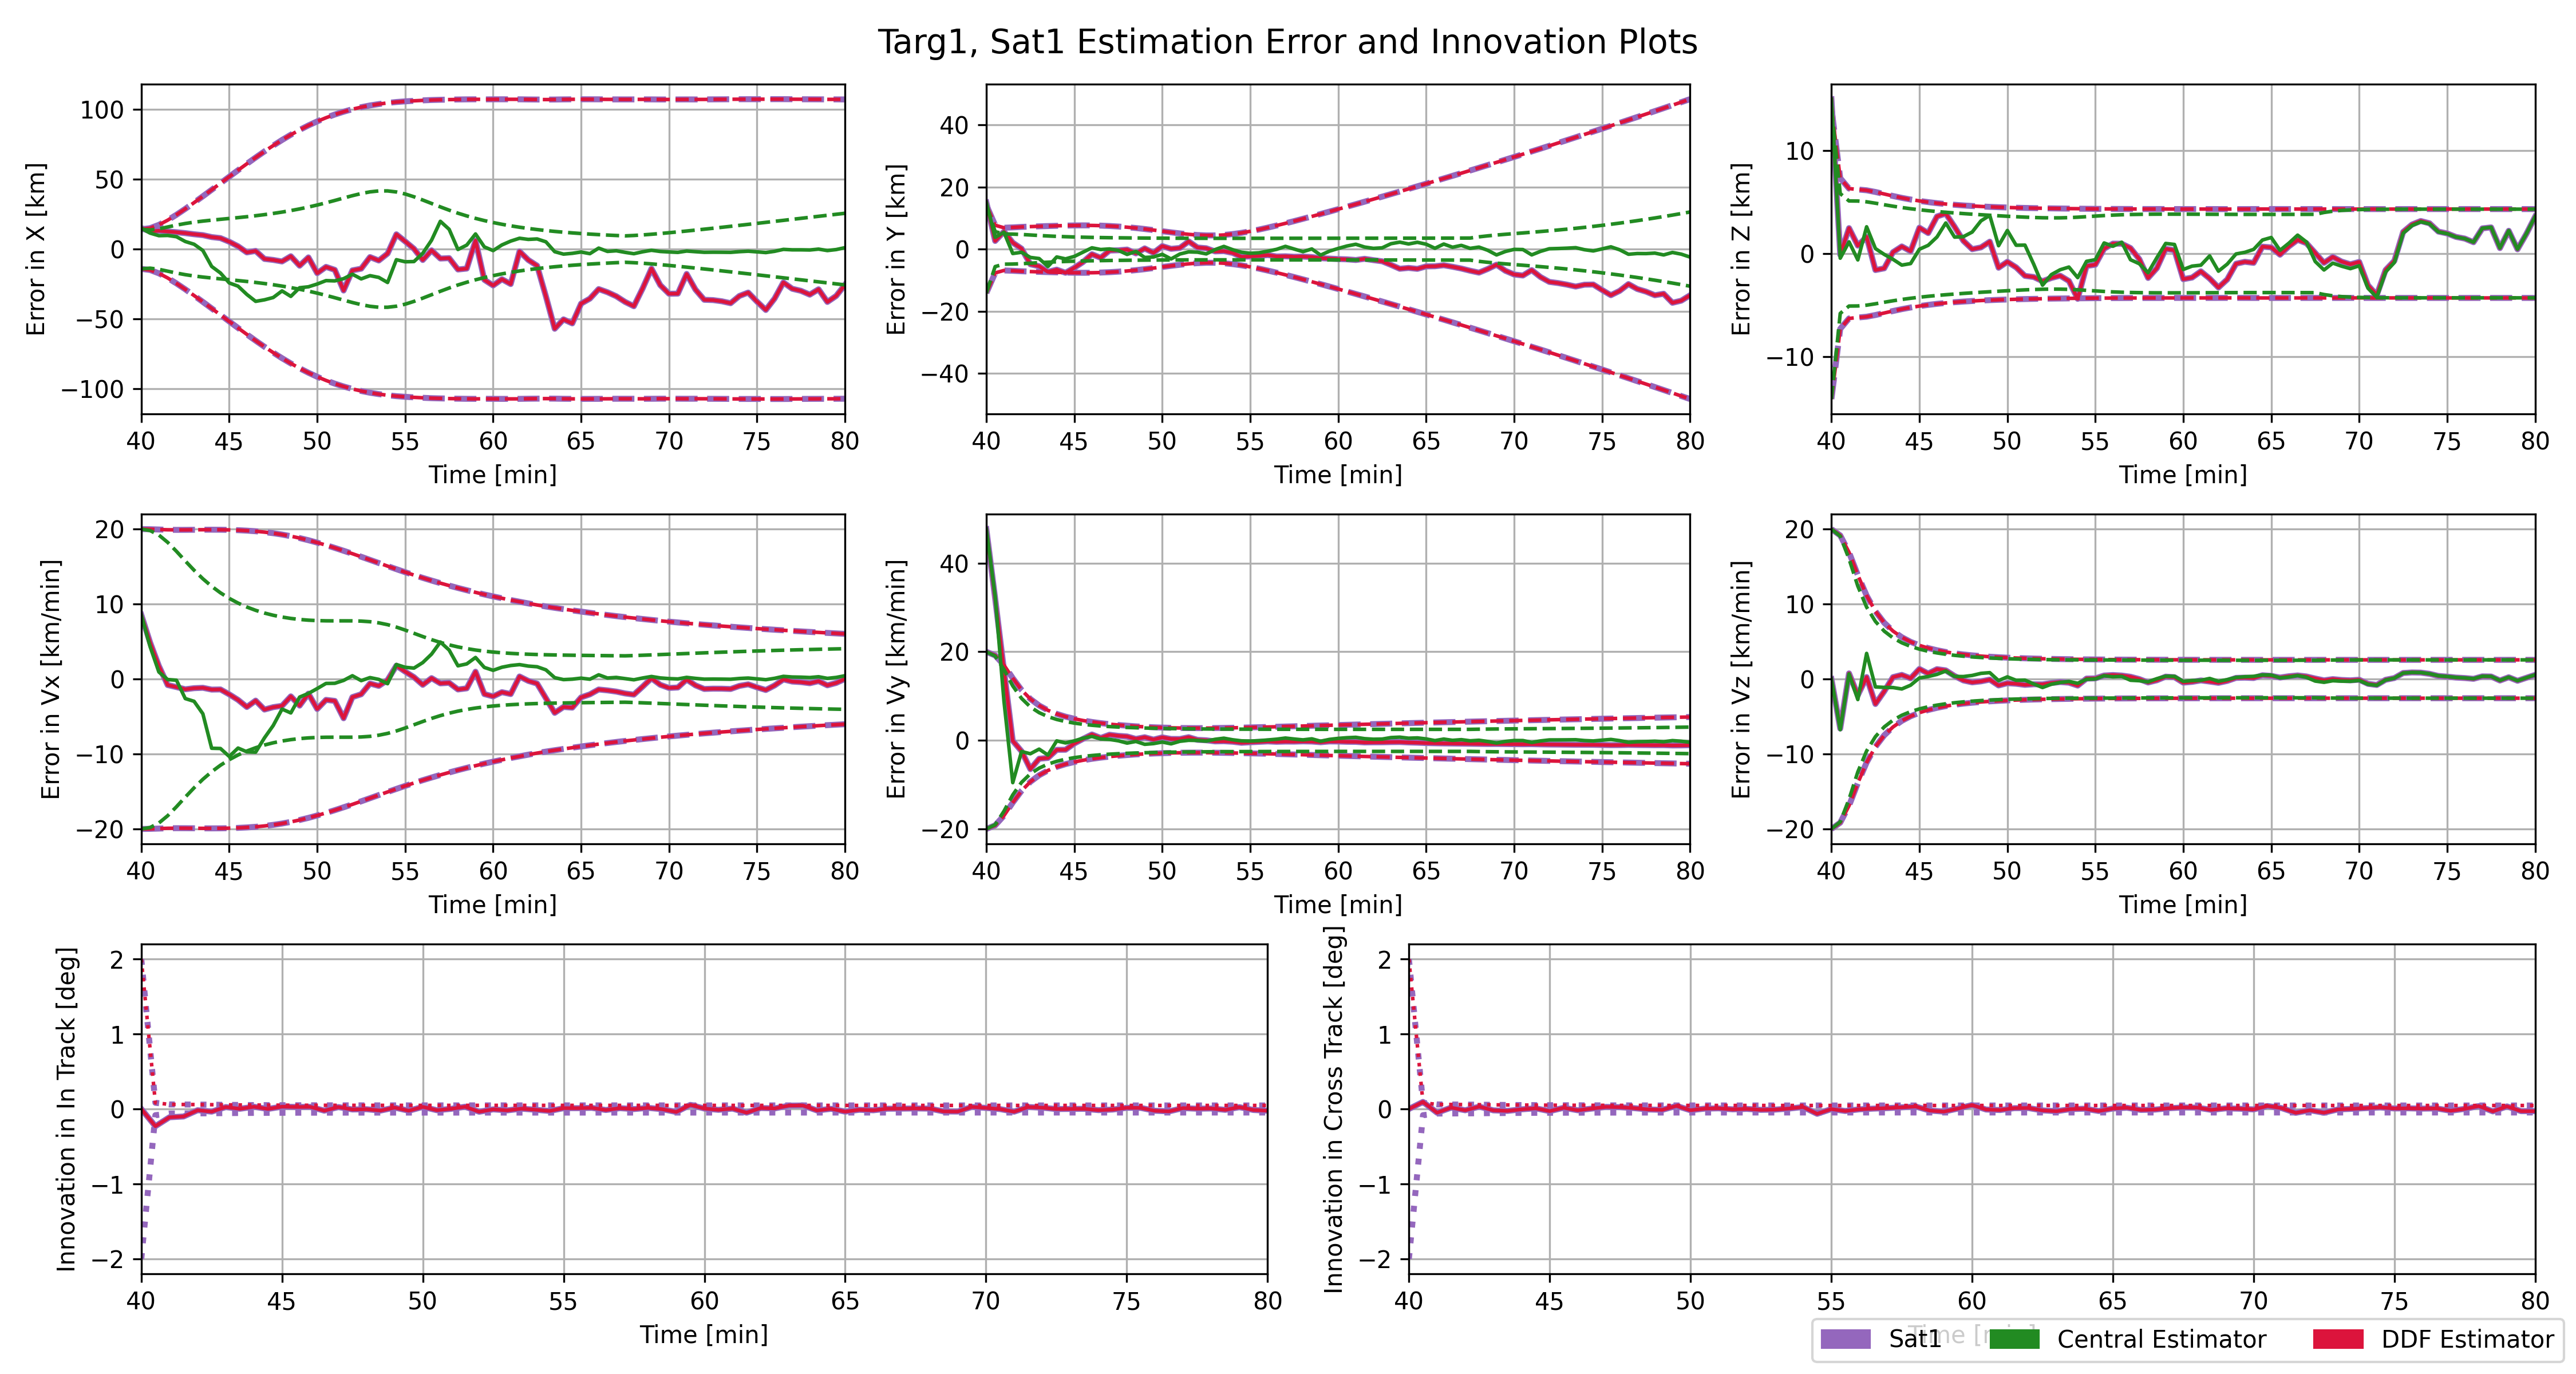 Targ1, Sat1 Estimation Error and Innovation Plots
Error in X [km]
100
50
0
−50
−100
40 45 50 55 60 65 70 75 80
Time [min]
Error in Y [km]
40
20
0
−20
−40
40 45 50 55 60 65 70 75 80
Time [min]
Error in Z [km]
10
0
−10
40 45 50 55 60 65 70 75 80
Time [min]
Error in Vx [km/min]
20
10
0
−10
−20
40 45 50 55 60 65 70 75 80
Time [min]
Error in Vy [km/min]
40
20
0
−20
40 45 50 55 60 65 70 75 80
Time [min]
Error in Vz [km/min]
20
10
0
−10
−20
40 45 50 55 60 65 70 75 80
Time [min]
Innovation in In Track [deg]
2
1
0
−1
−2
40 45 50 55 60 65 70 75 80
Time [min]
Innovation in Cross Track [deg]
2
1
0
−1
−2
40 45 50 55 60 65 70 75 80
Time [min]
Sat1 Central Estimator DDF Estimator